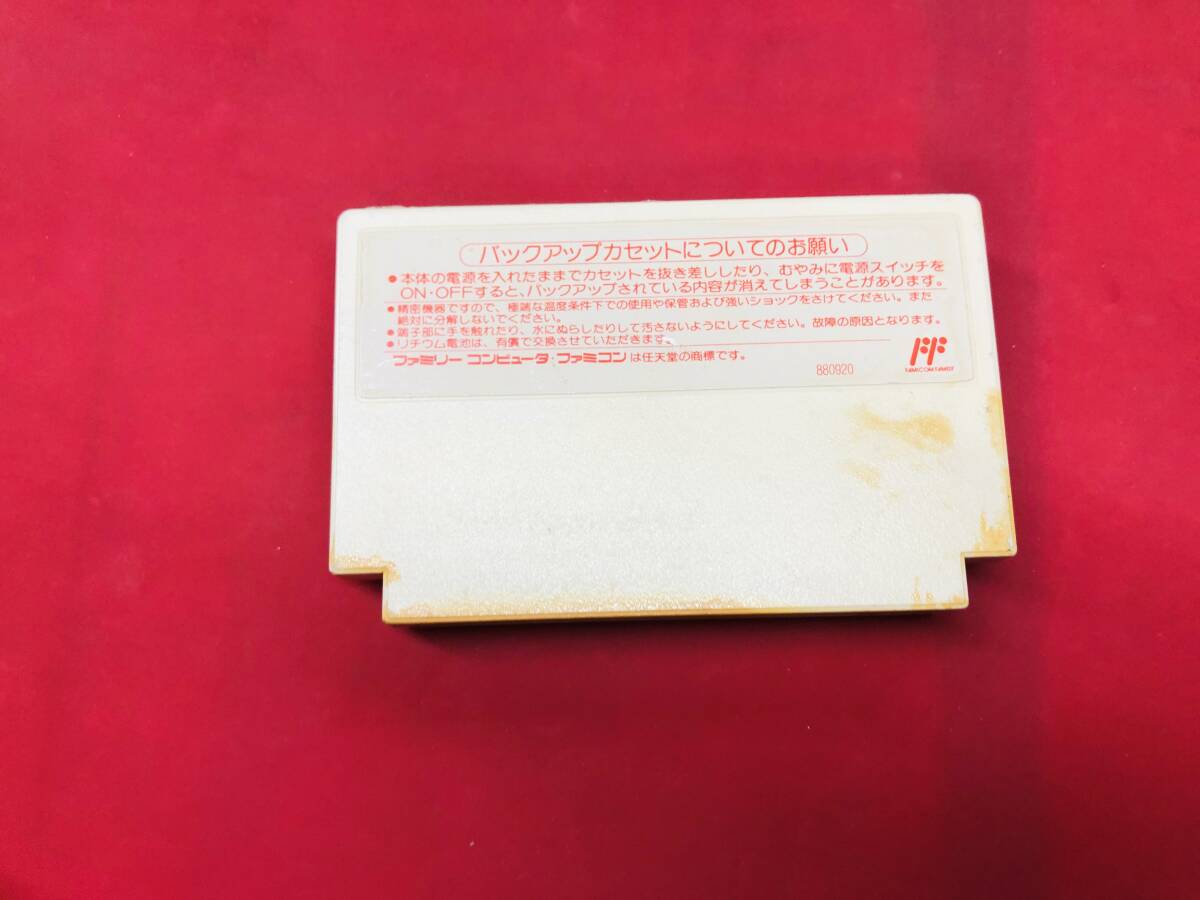 バックアップカセットについてのお願い
●本体の電源を入れたままでカセットを抜き差ししたり、むやみに電源スイッチを
ON・OFFすると、バックアップされている内容が消えてしまうことがあります。
●精密機器ですので、極端な温度条件下での使用や保管および強いショックをさけてください。また
絶対に分解しないでください。
●端子部に手を触れたり、水にぬらしたりして汚さないようにしてください。故障の原因となります。
●リチウム電池は、有償で交換させていただきます。
ファミリー コンピュータ・ファミコンは任天堂の商標です。
880920
FF
FAMICOM FAMILY